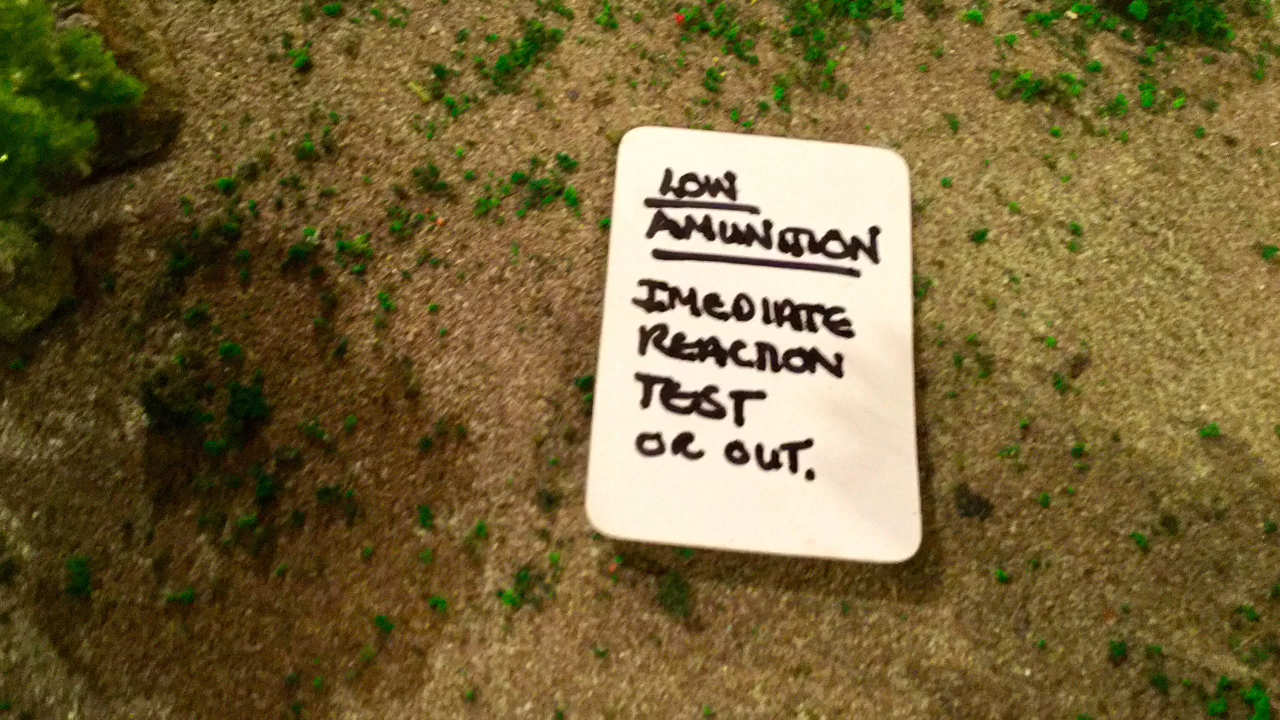 LOW
AMUNITION
IMEDIATE
REACTION
TEST
OR OUT.